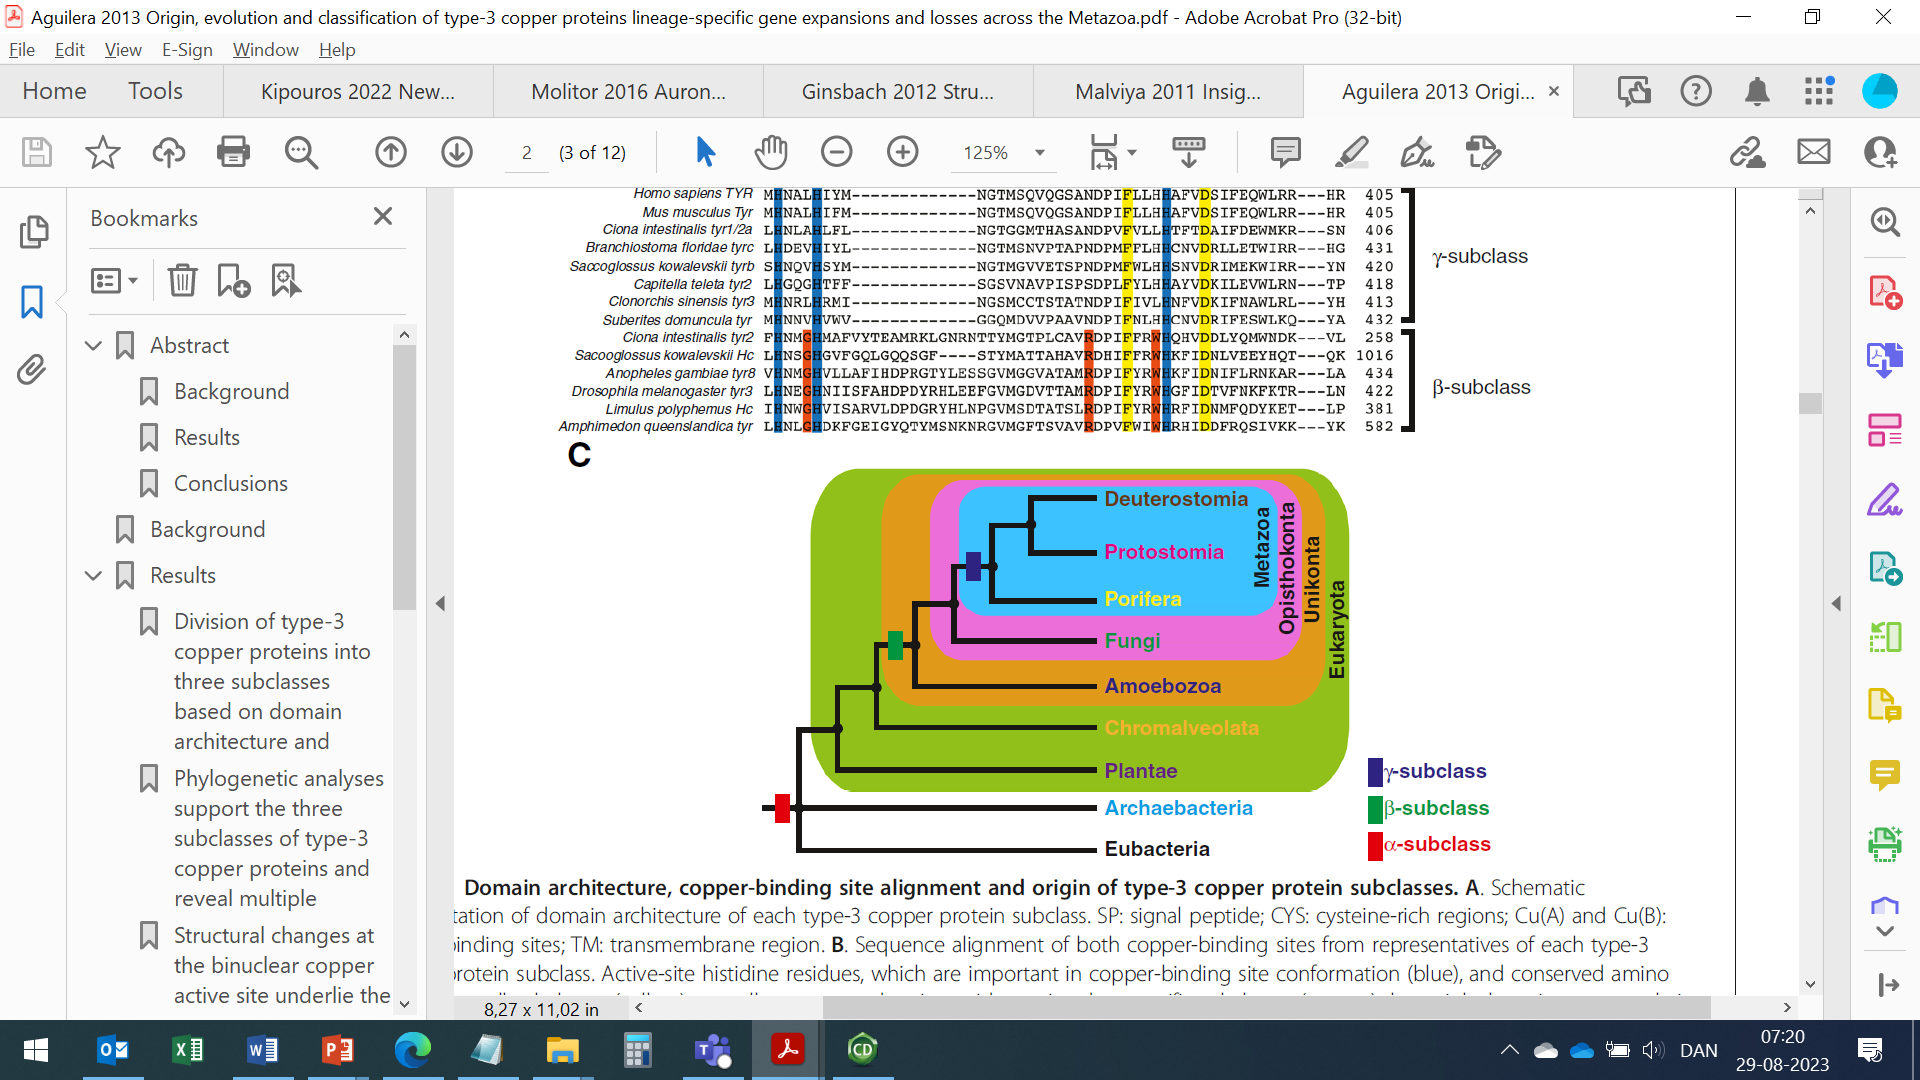 Aguilera 2013 Origin, evolution and classification of type-3 copper proteins lineage-specific gene expansions and losses across the Metazoa.pdf - Adobe Acrobat Pro (32-bit)
File Edit View E-Sign Window Help
Home Tools Kipouros 2022 New... Molitor 2016 Auron... Ginsbach 2012 Stru... Malviya 2011 Insig... Aguilera 2013 Origi... ×
2 (3 of 12) 125%
Bookmarks
Abstract
Background
Results
Conclusions
Background
Results
Division of type-3
copper proteins into
three subclasses
based on domain
architecture and
Phylogenetic analyses
support the three
subclasses of type-3
copper proteins and
reveal multiple
Structural changes at
the binuclear copper
active site underlie the
Homo sapiens TYR MHNALHIYM-------------NGTMSQVQGSANDPIFLLHHAFVDSIFEQWLRR---HR 405
Mus musculus Tyr MHNALHIFM-------------NGTMSQVQGSANDPIFLLHHAFVDSIFEQWLRR---HR 405
Ciona intestinalis tyr1/2a LHNLAHLFL-------------NGTGGMTHASANDPVFVLLHTFTDAIFDEWMKR---SN 406
Branchiostoma floridae tyrc LHDEVHIYL-------------NGTMSNVPTAPNDPMFFLHHCNVDRLLETWIRR---HG 431
Saccoglossus kowalevskii tyrb SHNQVHSYM-------------NGTMGVVETSPNDPMFWLHHSNVDRIMEKWIRR---YN 420
Capitella teleta tyr2 LHGQGHTFF-------------SGSVNAVPISPSDPLFYLHHAYVDKILEVWLRN---TP 418
Clonorchis sinensis tyr3 MHNRLHRMI-------------NGSMCCTSTATNDPIFIVLHNFVDKIFNAWLRL---YH 413
Suberites domuncula tyr MHNNVHVWV-------------GGQMDVVPAAVNDPIFNLHHCNVDRIFESWLKQ---YA 432
Ciona intestinalis tyr2 FHNMGHMAFVYTEAMRKLGNRNTTYMGTPLCAVRDPIFFRWHQHVDDLYQMWNDK---VL 258
Sacooglossus kowalevskii Hc LHNSGHGVFGQLGQQSGF----STYMATTAHAVRDHIFFRWHKFIDNLVEEYHQT---QK 1016
Anopheles gambiae tyr8 VHNMGHVLLAFIHDPRGTYLESSGVMGGVATAMRDPIFYRWHKFIDNIFLRNKAR---LA 434
Drosophila melanogaster tyr3 LHNEGHNIISFAHDPDYRHLEEFGVMGDVTTAMRDPIFYRWHGFIDTVFNKFKTR---LN 422
Limulus polyphemus Hc IHNWGHVISARVLDPDGRYHLNPGVMSDTATSLRDPIFYRWHRFIDNMFQDYKET---LP 381
Amphimedon queenslandica tyr LHNLGHDKFGEIGYQTYMSNKNRGVMGFTSVAVRDPVFWIWHRHIDDFRQSIVKK---YK 582
γ-subclass
β-subclass
C
Deuterostomia
Protostomia
Porifera
Fungi
Amoebozoa
Chromalveolata
Plantae
Archaebacteria
Eubacteria
Metazoa
Opisthokonta
Unikonta
Eukaryota
γ-subclass
β-subclass
α-subclass
Domain architecture, copper-binding site alignment and origin of type-3 copper protein subclasses. A. Schematic
tation of domain architecture of each type-3 copper protein subclass. SP: signal peptide; CYS: cysteine-rich regions; Cu(A) and Cu(B):
inding sites; TM: transmembrane region. B. Sequence alignment of both copper-binding sites from representatives of each type-3
rotein subclass. Active-site histidine residues, which are important in copper-binding site conformation (blue), and conserved amino
8,27 x 11,02 in
DAN
07:20
29-08-2023